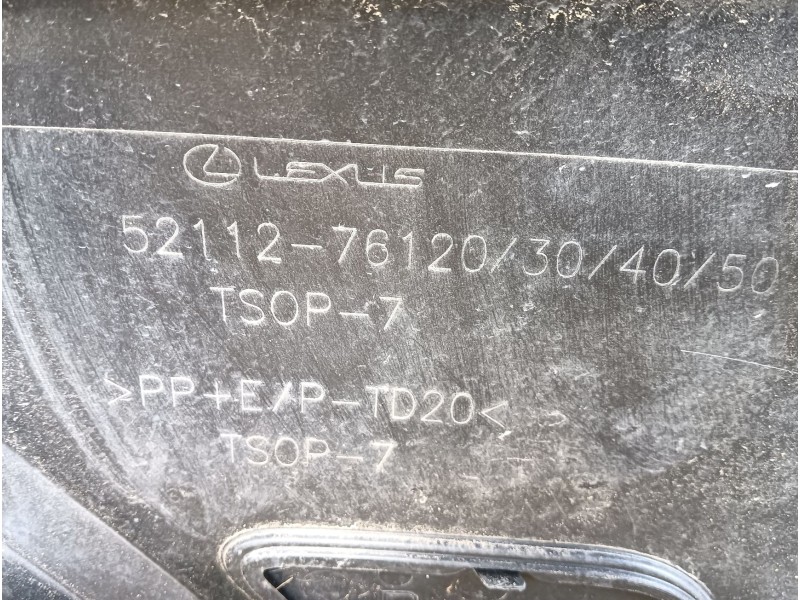 LEXUS
52112-76120/30/40/50
TSOP-7
>PP+E/P-TD20<
TSOP-7